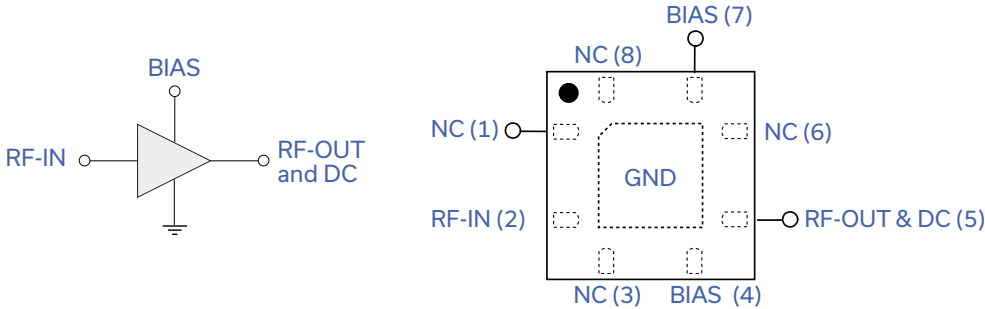 BIAS
RF-IN
RF-OUT
and DC
BIAS (7)
NC (8)
NC (1)
NC (6)
GND
RF-IN (2)
RF-OUT & DC (5)
NC (3)
BIAS (4)